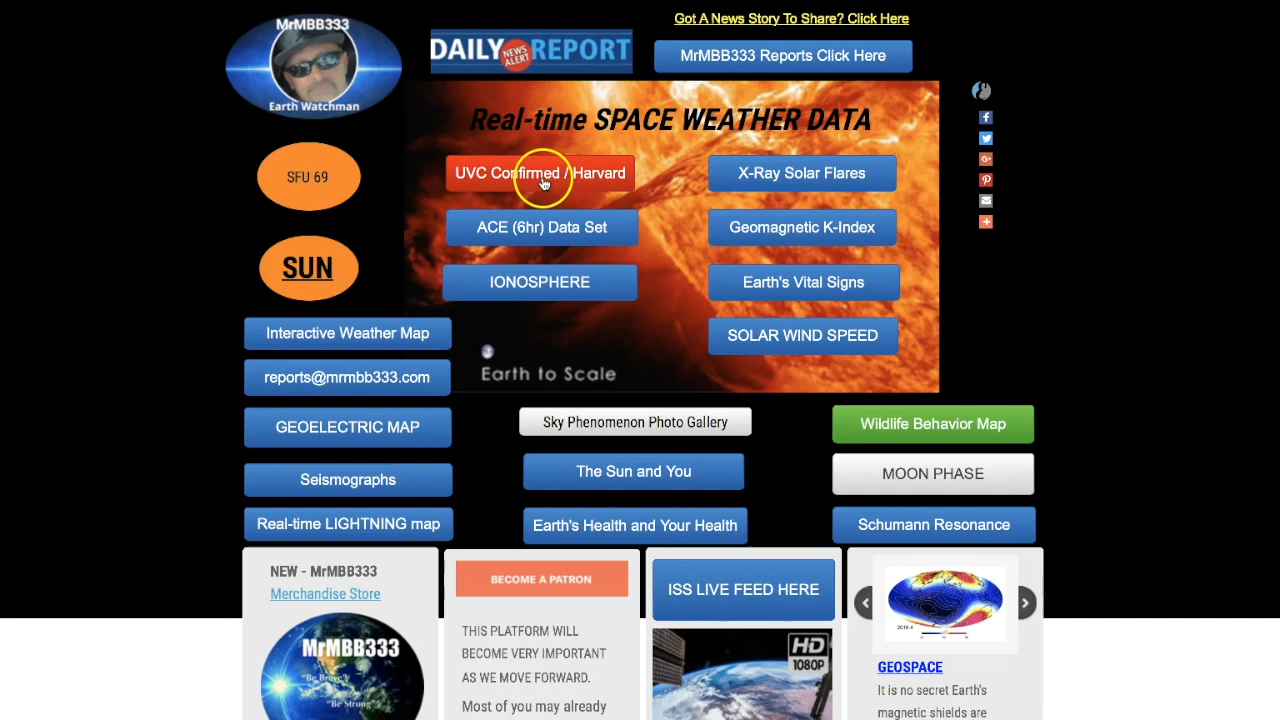 MrMBB333
Earth Watchman
DAILY NEWS ALERT REPORT
Got A News Story To Share? Click Here
MrMBB333 Reports Click Here
Real-time SPACE WEATHER DATA
UVC Confirmed / Harvard
X-Ray Solar Flares
SFU 69
ACE (6hr) Data Set
Geomagnetic K-Index
SUN
IONOSPHERE
Earth's Vital Signs
SOLAR WIND SPEED
Earth to Scale
Interactive Weather Map
reports@mrmbb333.com
GEOELECTRIC MAP
Seismographs
Real-time LIGHTNING map
Sky Phenomenon Photo Gallery
The Sun and You
Earth's Health and Your Health
Wildlife Behavior Map
MOON PHASE
Schumann Resonance
NEW - MrMBB333
Merchandise Store
MrMBB333
"Be Brave"
"Be Strong"
BECOME A PATRON
THIS PLATFORM WILL
BECOME VERY IMPORTANT
AS WE MOVE FORWARD.
Most of you may already
ISS LIVE FEED HERE
HD
1080P
2016.4
GEOSPACE
It is no secret Earth's
magnetic shields are